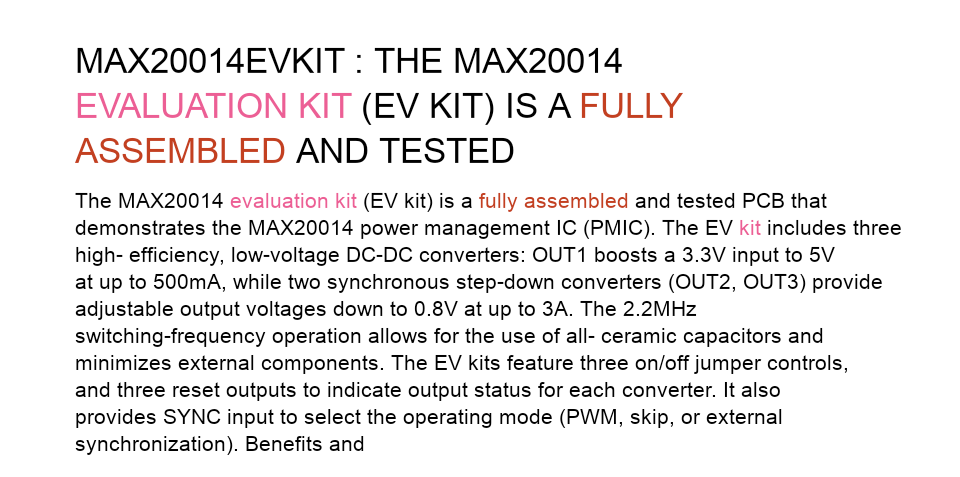 MAX20014EVKIT : THE MAX20014
EVALUATION KIT (EV KIT) IS A FULLY
ASSEMBLED AND TESTED
The MAX20014 evaluation kit (EV kit) is a fully assembled and tested PCB that
demonstrates the MAX20014 power management IC (PMIC). The EV kit includes three
high- efficiency, low-voltage DC-DC converters: OUT1 boosts a 3.3V input to 5V
at up to 500mA, while two synchronous step-down converters (OUT2, OUT3) provide
adjustable output voltages down to 0.8V at up to 3A. The 2.2MHz
switching-frequency operation allows for the use of all- ceramic capacitors and
minimizes external components. The EV kits feature three on/off jumper controls,
and three reset outputs to indicate output status for each converter. It also
provides SYNC input to select the operating mode (PWM, skip, or external
synchronization). Benefits and